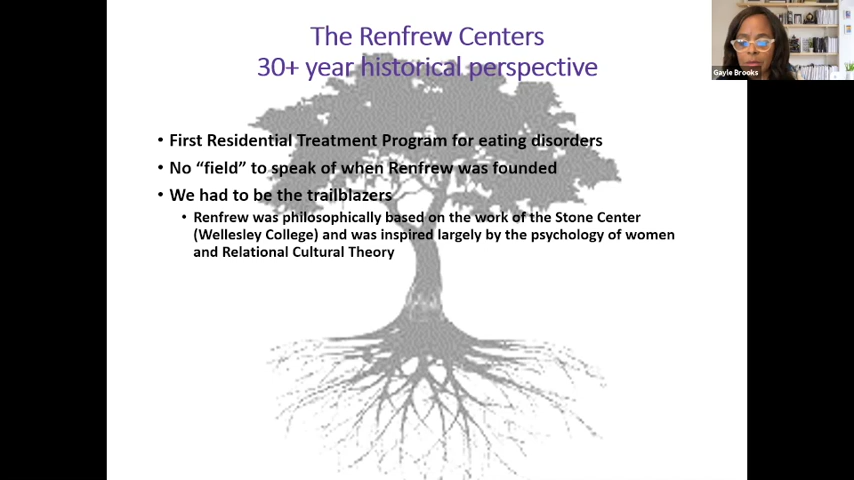 The Renfrew Centers
30+ year historical perspective
• First Residential Treatment Program for eating disorders
• No “field” to speak of when Renfrew was founded
• We had to be the trailblazers
• Renfrew was philosophically based on the work of the Stone Center
(Wellesley College) and was inspired largely by the psychology of women
and Relational Cultural Theory
Gayle Brooks